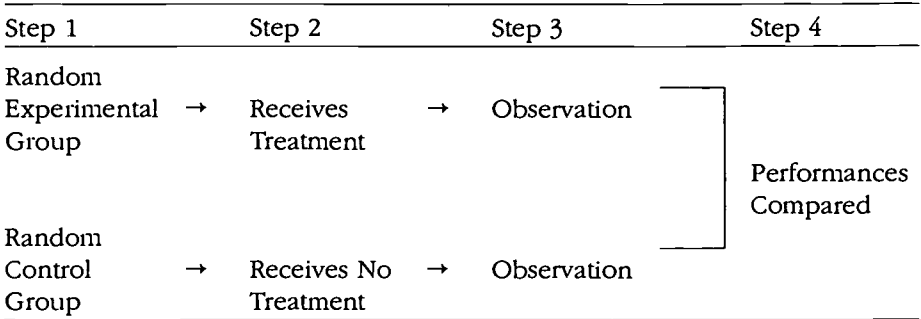 Step 1 Step 2 Step 3 Step 4
Random
Experimental → Receives → Observation
Group Treatment
Performances
Compared
Random
Control → Receives No → Observation
Group Treatment